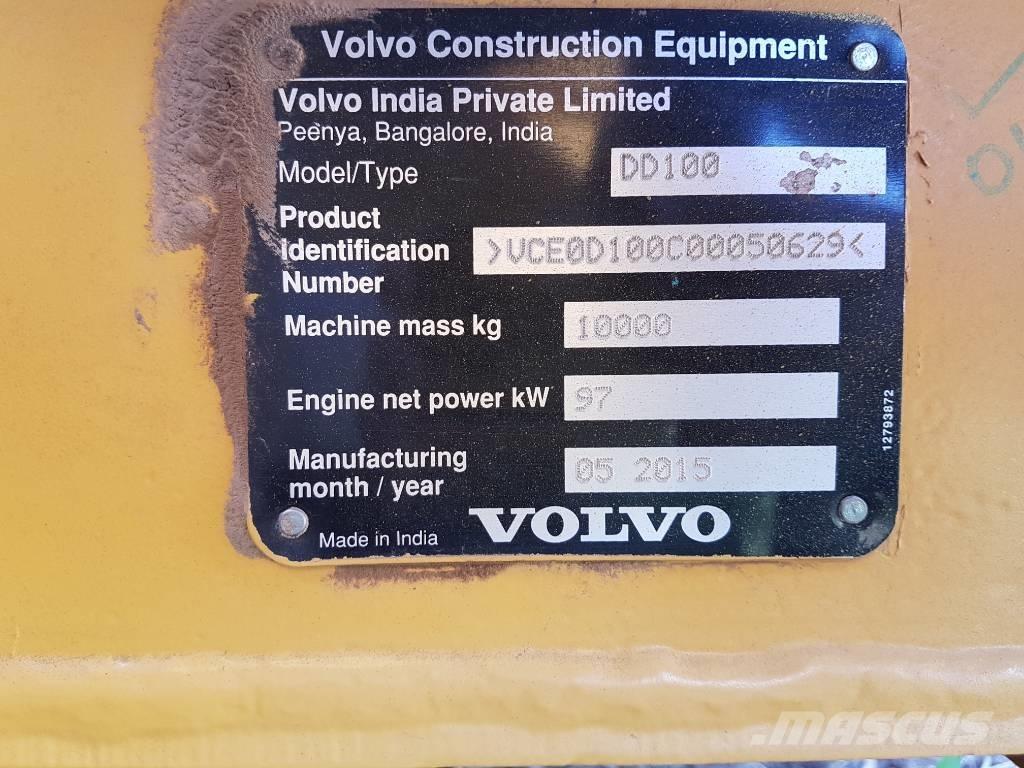 Volvo Construction Equipment
Volvo India Private Limited
Peenya, Bangalore, India
Model/Type DD100
Product
identification
Number >VCE0D100C00050629<
Machine mass kg 10000
Engine net power kW 97
Manufacturing
month / year 05 2015
Made in India VOLVO
12793872
MASCUS